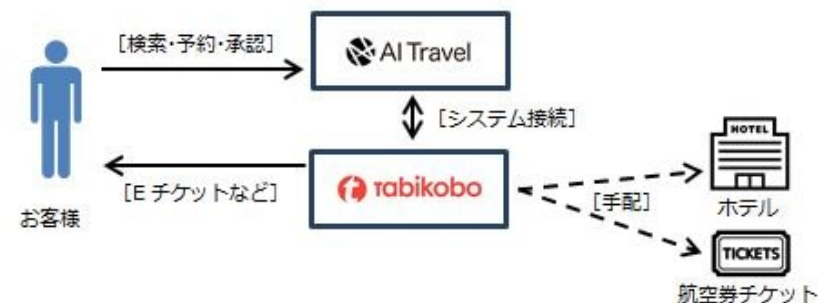 [検索・予約・承認]
AI Travel
[システム接続]
HOTEL
Tabikobo
[E チケットなど]
[手配]
お客様
ホテル
TICKETS
航空券チケット